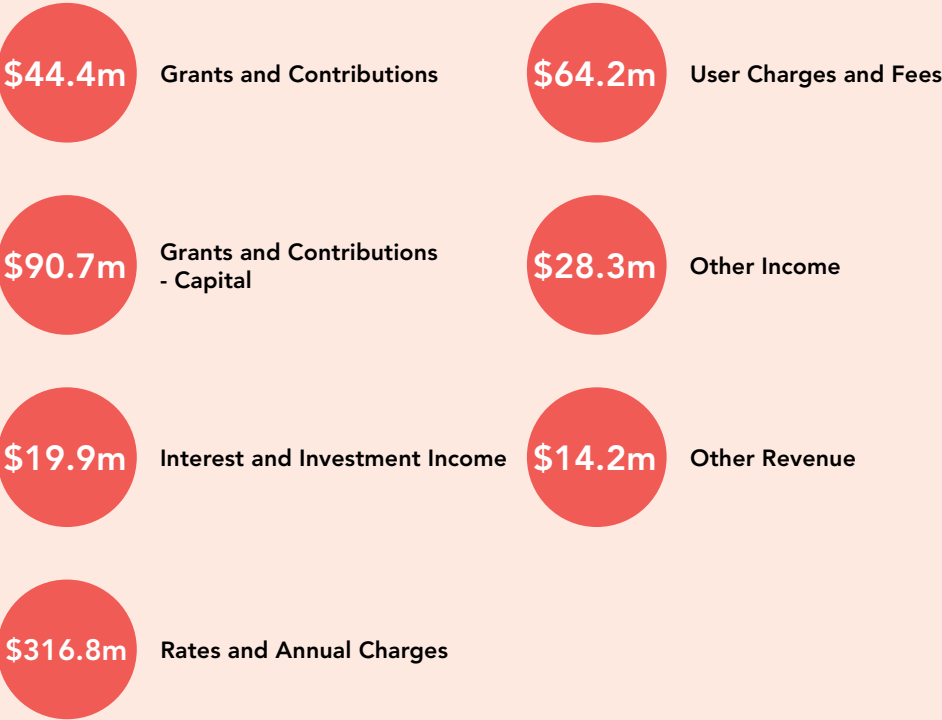 $44.4m
Grants and Contributions
$64.2m
User Charges and Fees
$90.7m
Grants and Contributions
- Capital
$28.3m
Other Income
$19.9m
Interest and Investment Income
$14.2m
Other Revenue
$316.8m
Rates and Annual Charges